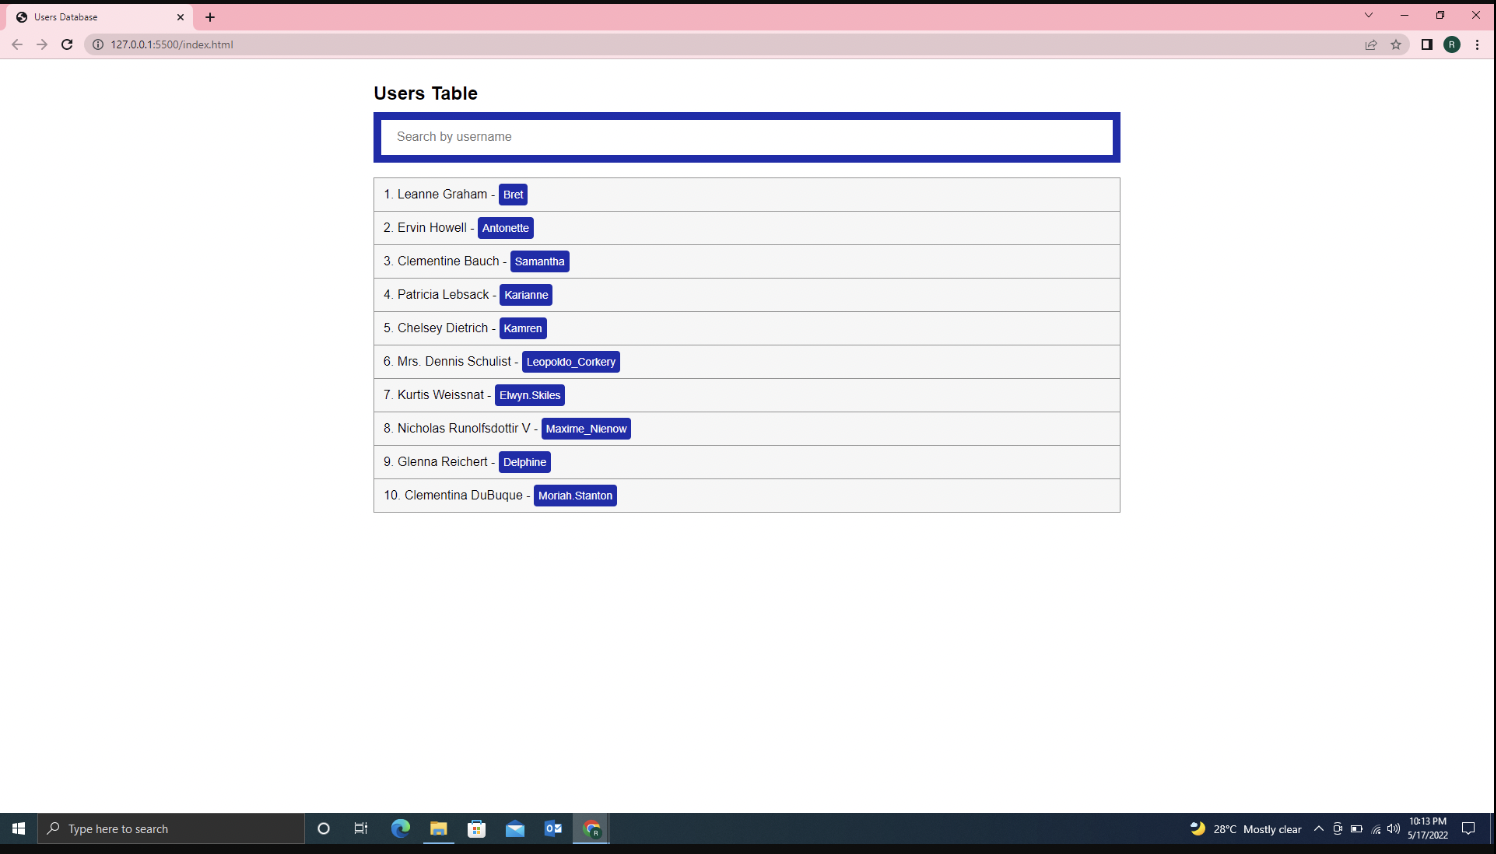 Users Database
127.0.0.1:5500/index.html
R
Users Table
Search by username
1. Leanne Graham - Bret
2. Ervin Howell - Antonette
3. Clementine Bauch - Samantha
4. Patricia Lebsack - Karianne
5. Chelsey Dietrich - Kamren
6. Mrs. Dennis Schulist - Leopoldo_Corkery
7. Kurtis Weissnat - Elwyn.Skiles
8. Nicholas Runolfsdottir V - Maxime_Nienow
9. Glenna Reichert - Delphine
10. Clementina DuBuque - Moriah.Stanton
Type here to search
28°C Mostly clear
10:13 PM
5/17/2022